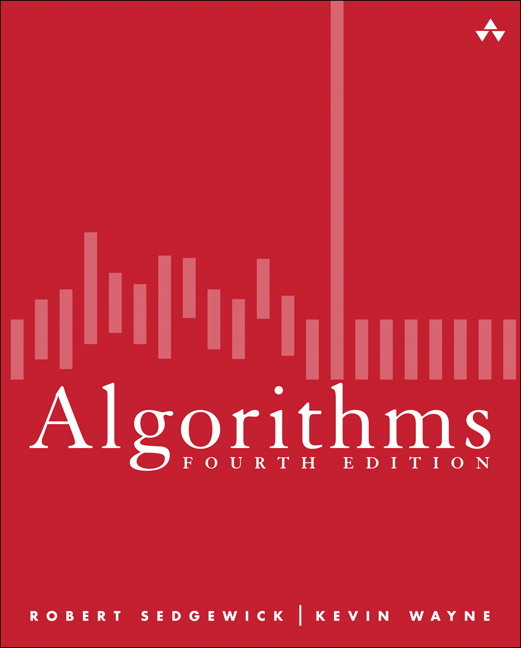 Algorithms
FOURTH EDITION
ROBERT SEDGEWICK | KEVIN WAYNE